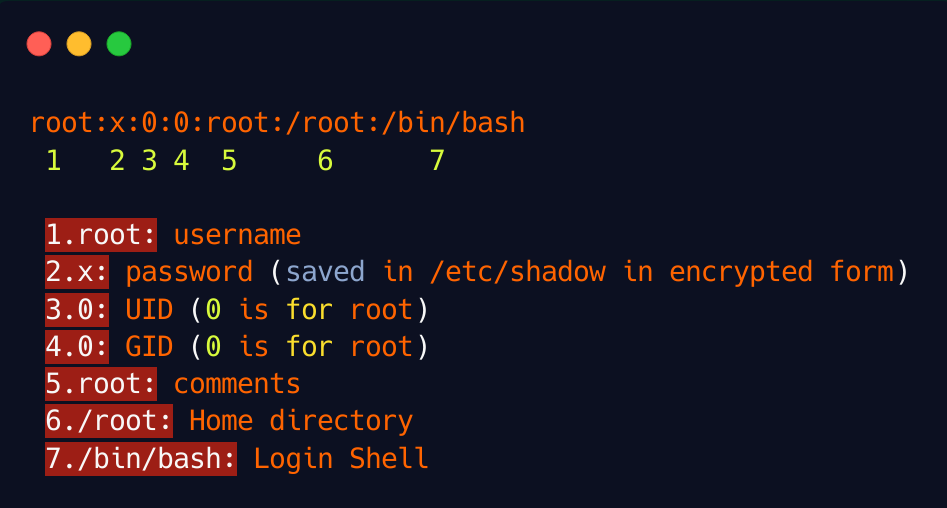 root:x:0:0:root:/root:/bin/bash
1 2 3 4 5 6 7
1.root: username
2.x: password (saved in /etc/shadow in encrypted form)
3.0: UID (0 is for root)
4.0: GID (0 is for root)
5.root: comments
6./root: Home directory
7./bin/bash: Login Shell